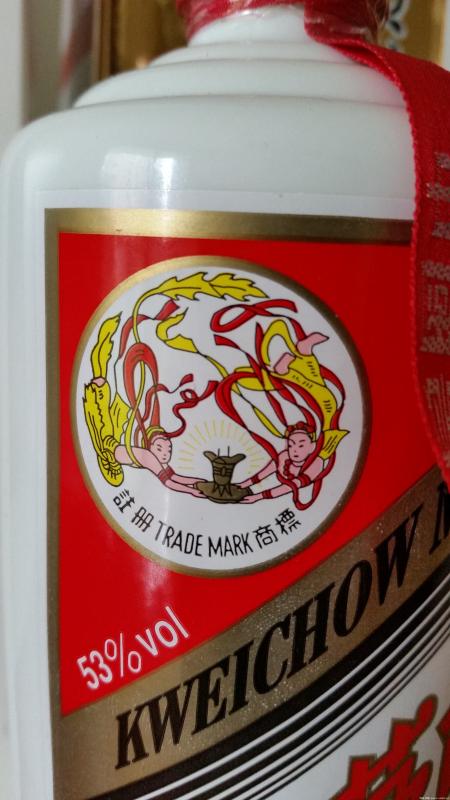 註册 TRADE MARK 商標
53%vol
KWEICHOW